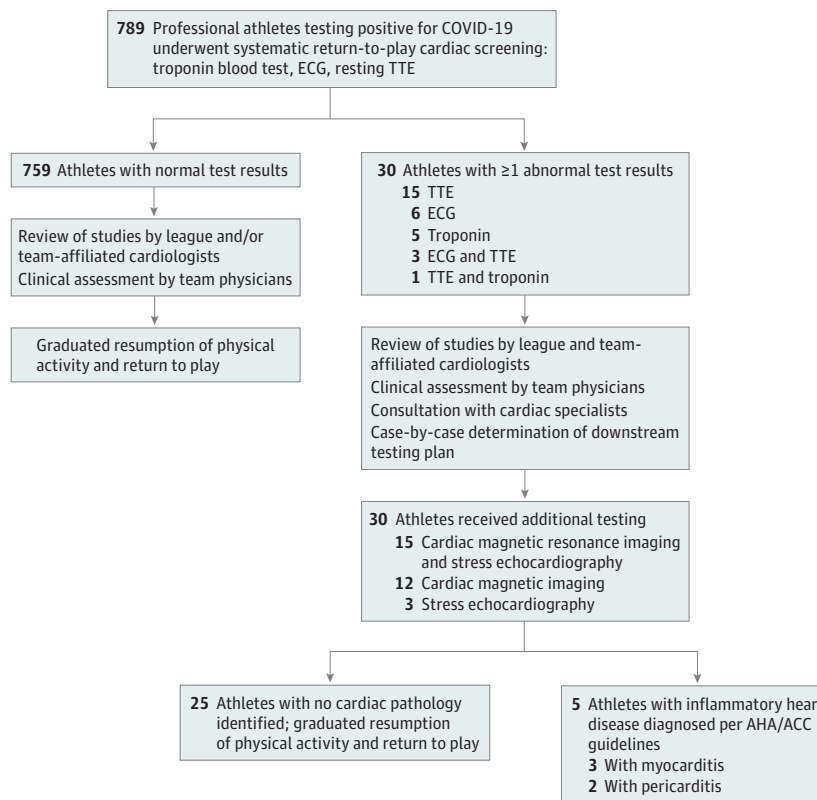 789 Professional athletes testing positive for COVID-19
underwent systematic return-to-play cardiac screening:
troponin blood test, ECG, resting TTE
759 Athletes with normal test results
Review of studies by league and/or
team-affiliated cardiologists
Clinical assessment by team physicians
Graduated resumption of physical
activity and return to play
30 Athletes with ≥1 abnormal test results
15 TTE
6 ECG
5 Troponin
3 ECG and TTE
1 TTE and troponin
Review of studies by league and team-
affiliated cardiologists
Clinical assessment by team physicians
Consultation with cardiac specialists
Case-by-case determination of downstream
testing plan
30 Athletes received additional testing
15 Cardiac magnetic resonance imaging
and stress echocardiography
12 Cardiac magnetic imaging
3 Stress echocardiography
25 Athletes with no cardiac pathology
identified; graduated resumption
of physical activity and return to play
5 Athletes with inflammatory hear
disease diagnosed per AHA/ACC
guidelines
3 With myocarditis
2 With pericarditis